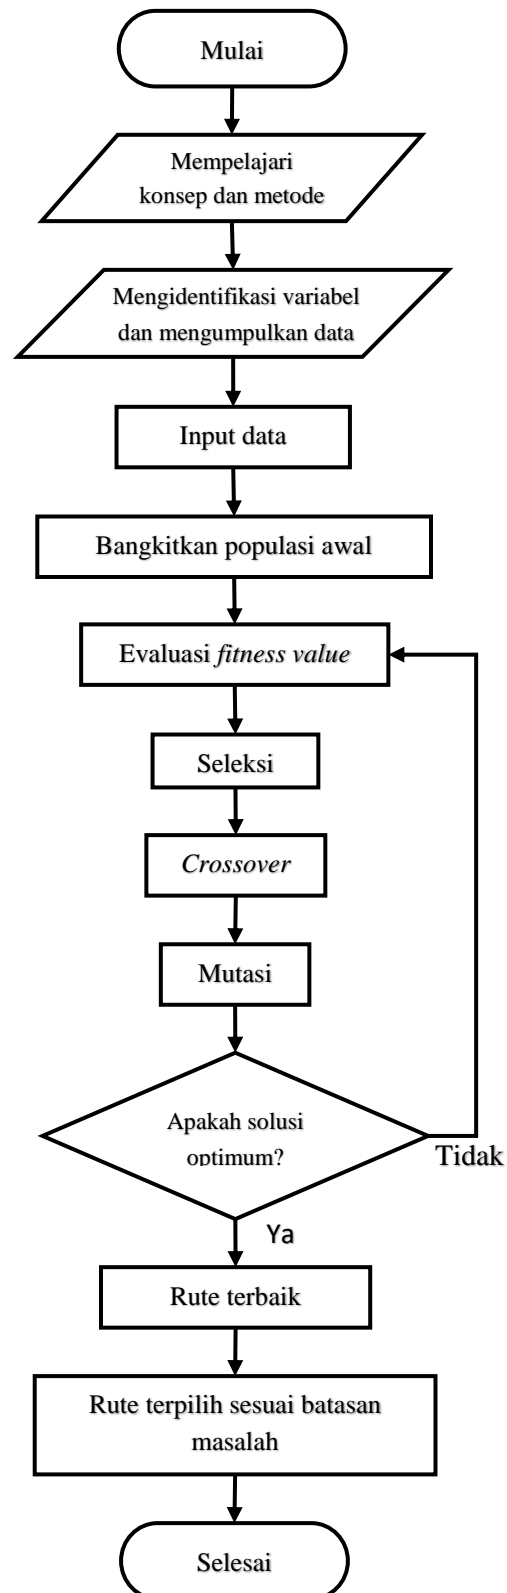 Mulai
Mempelajari
konsep dan metode
Mengidentifikasi variabel
dan mengumpulkan data
Input data
Bangkitkan populasi awal
Evaluasi fitness value
Seleksi
Crossover
Mutasi
Apakah solusi
optimum?
Tidak
Ya
Rute terbaik
Rute terpilih sesuai batasan
masalah
Selesai